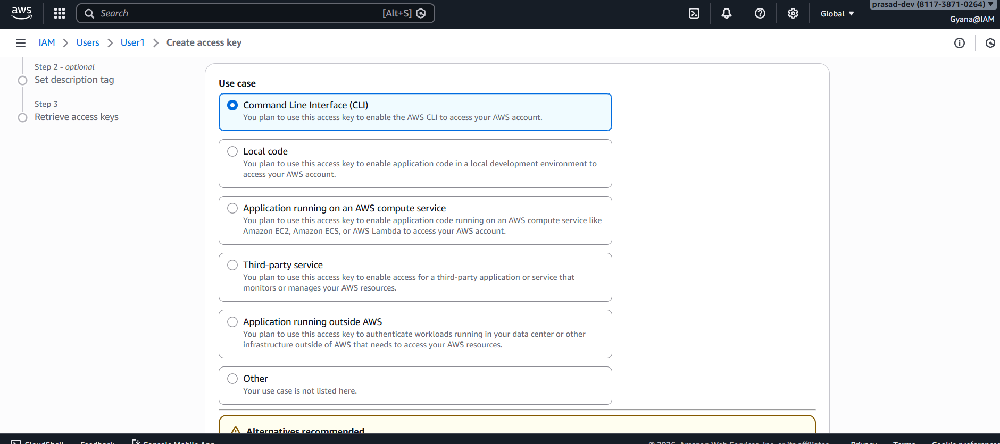 aws
Search
[Alt+S]
Global
prasad-dev (8117-3871-0264)
Gyana@IAM
IAM
Users
User1
Create access key
Step 2 - optional
Set description tag
Step 3
Retrieve access keys
Use case
Command Line Interface (CLI)
You plan to use this access key to enable the AWS CLI to access your AWS account.
Local code
You plan to use this access key to enable application code in a local development environment to
access your AWS account.
Application running on an AWS compute service
You plan to use this access key to enable application code running on an AWS compute service like
Amazon EC2, Amazon ECS, or AWS Lambda to access your AWS account.
Third-party service
You plan to use this access key to enable access for a third-party application or service that
monitors or manages your AWS resources.
Application running outside AWS
You plan to use this access key to authenticate workloads running in your data center or other
infrastructure outside of AWS that needs to access your AWS resources.
Other
Your use case is not listed here.
Alternatives recommended
CloudShell
Feedback
Console Mobile App
© 2026, Amazon Web Services, Inc. or its affiliates.
Privacy
Terms
Cookie preferences